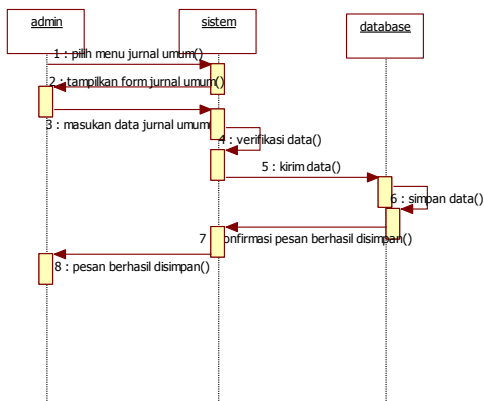 admin
sistem
database
1 : pilih menu jurnal umum()
2 : tampilkan form jurnal umum()
3 : masukan data jurnal umum
4 : verifikasi data()
5 : kirim data()
6 : simpan data()
7 onfirmasi pesan berhasil disimpan()
8 : pesan berhasil disimpan()